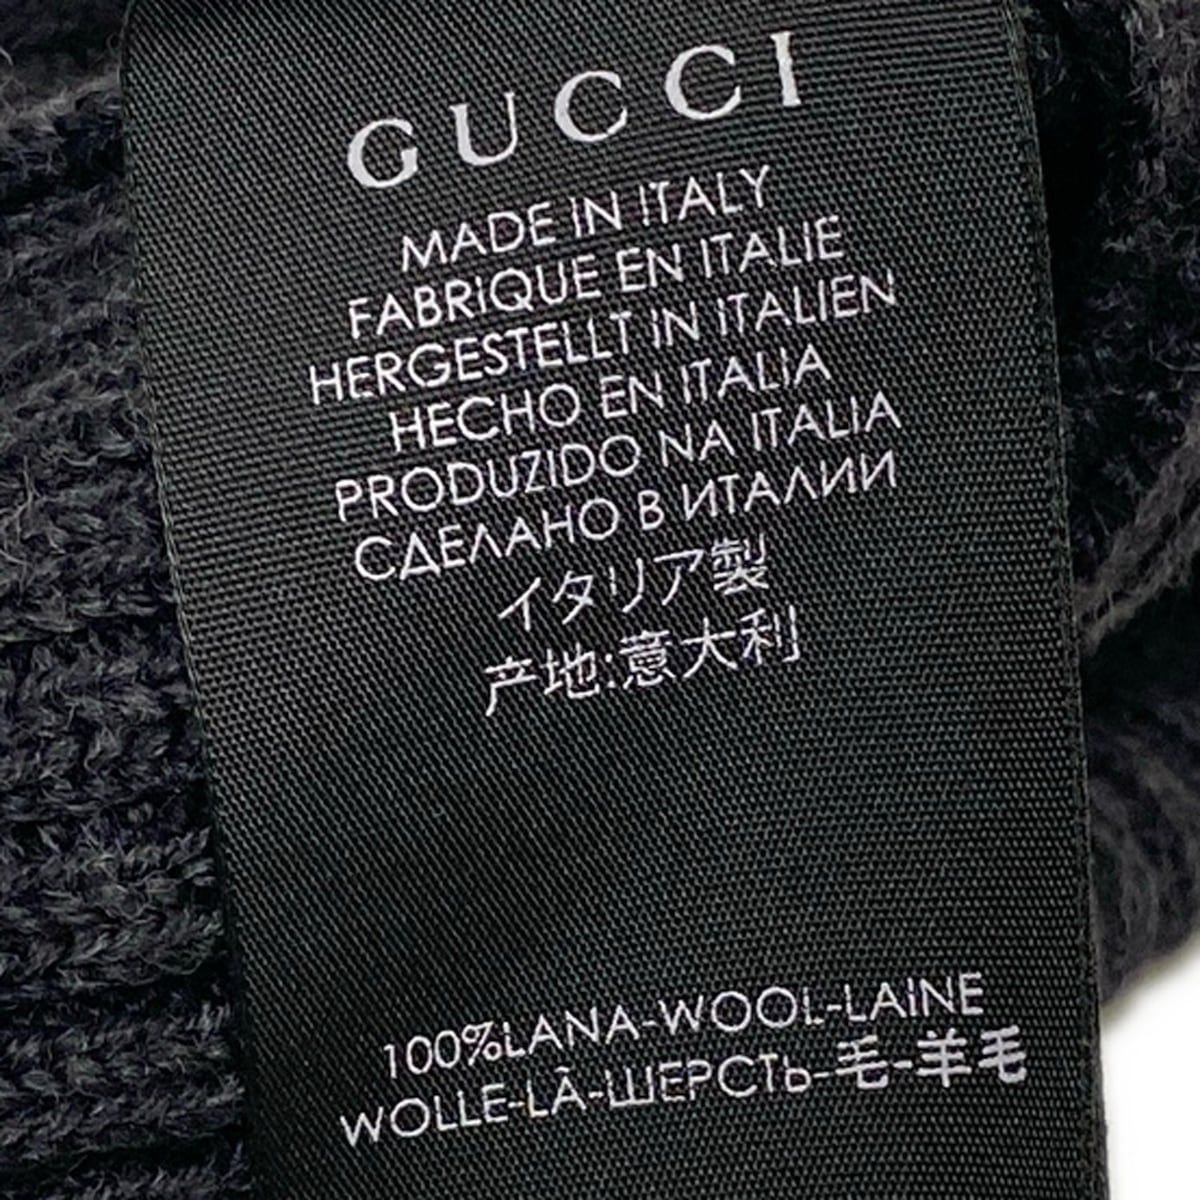 GUCCI
MADE IN ITALY
FABRIQUE EN ITALIE
HERGESTELLT IN ITALIEN
HECHO EN ITALIA
PRODUZIDO NA ITALIA
СДЕЛАНО В ИТАЛИИ
イタリア製
产地:意大利
100%LANA-WOOL-LAINE
WOLLE-LÃ-ШЕРСТЬ-毛-羊毛